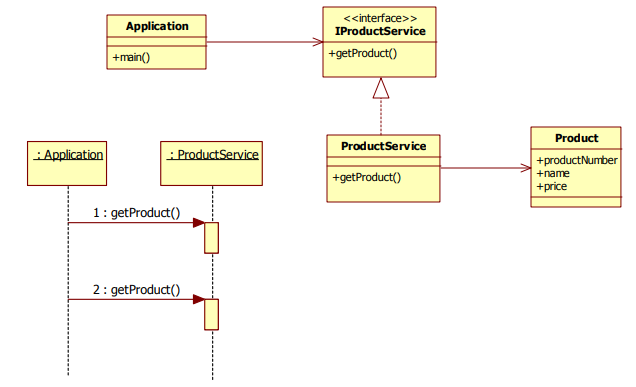 Application
+main()
<<interface>>
IProductService
+getProduct()
ProductService
+getProduct()
Product
+productNumber
+name
+price
: Application
: ProductService
1 : getProduct()
2 : getProduct()